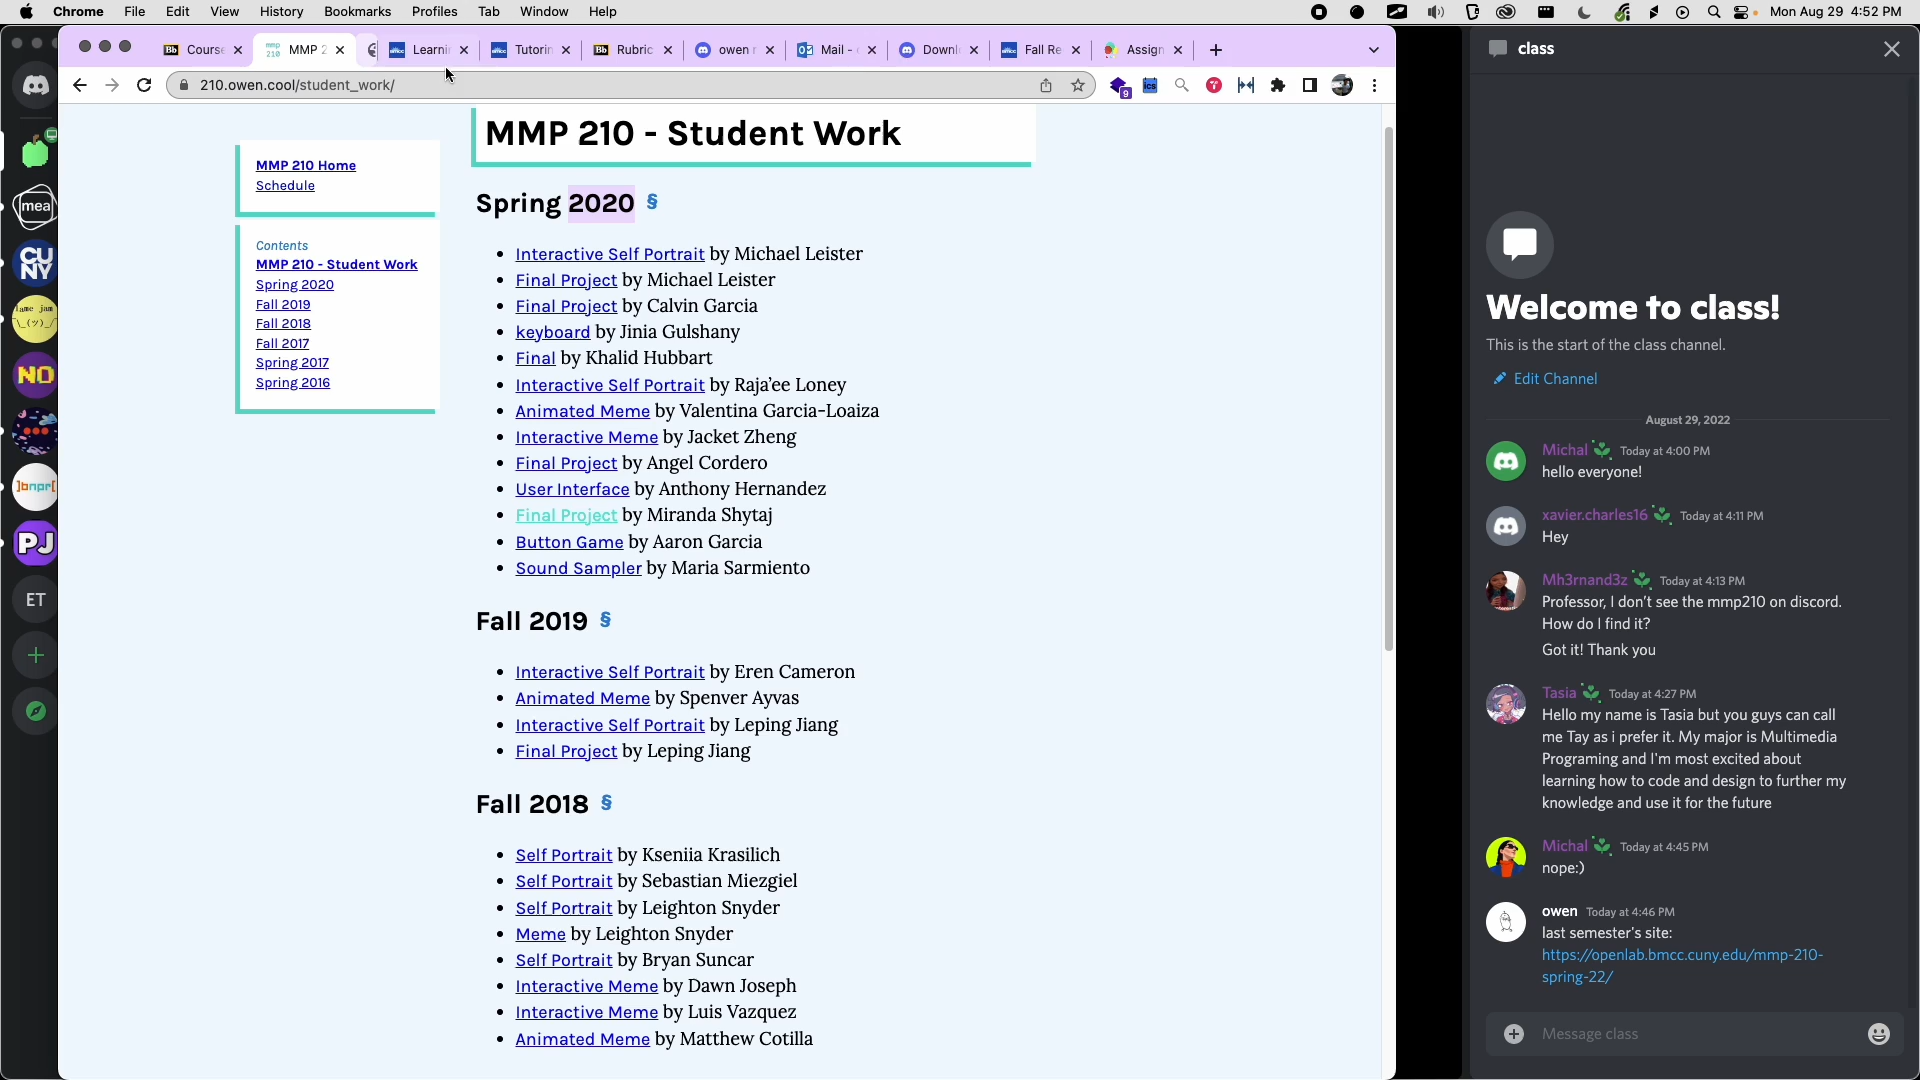 Chrome File Edit View History Bookmarks Profiles Tab Window Help Mon Aug 29 4:52 PM
Bb Course MMP 2 Learnin Tutorin Bb Rubric owen r Mail - Downl Fall Re Assign
210.owen.cool/student_work/
9
ics
mea
CU NY
lame jam
NO
]bnpr[
PJ
ET
MMP 210 Home
Schedule
Contents
MMP 210 - Student Work
Spring 2020
Fall 2019
Fall 2018
Fall 2017
Spring 2017
Spring 2016
MMP 210 - Student Work
Spring 2020 §
Interactive Self Portrait by Michael Leister
Final Project by Michael Leister
Final Project by Calvin Garcia
keyboard by Jinia Gulshany
Final by Khalid Hubbart
Interactive Self Portrait by Raja’ee Loney
Animated Meme by Valentina Garcia-Loaiza
Interactive Meme by Jacket Zheng
Final Project by Angel Cordero
User Interface by Anthony Hernandez
Final Project by Miranda Shytaj
Button Game by Aaron Garcia
Sound Sampler by Maria Sarmiento
Fall 2019 §
Interactive Self Portrait by Eren Cameron
Animated Meme by Spenver Ayvas
Interactive Self Portrait by Leping Jiang
Final Project by Leping Jiang
Fall 2018 §
Self Portrait by Kseniia Krasilich
Self Portrait by Sebastian Miezgiel
Self Portrait by Leighton Snyder
Meme by Leighton Snyder
Self Portrait by Bryan Suncar
Interactive Meme by Dawn Joseph
Interactive Meme by Luis Vazquez
Animated Meme by Matthew Cotilla
class
Welcome to class!
This is the start of the class channel.
Edit Channel
August 29, 2022
Michal Today at 4:00 PM
hello everyone!
xavier.charles16 Today at 4:11 PM
Hey
Mh3rnand3z Today at 4:13 PM
Professor, I don’t see the mmp210 on discord.
How do I find it?
Got it! Thank you
Tasia Today at 4:27 PM
Hello my name is Tasia but you guys can call
me Tay as i prefer it. My major is Multimedia
Programing and I'm most excited about
learning how to code and design to further my
knowledge and use it for the future
Michal Today at 4:45 PM
nope:)
owen Today at 4:46 PM
last semester's site:
https://openlab.bmcc.cuny.edu/mmp-210-
spring-22/
Message class